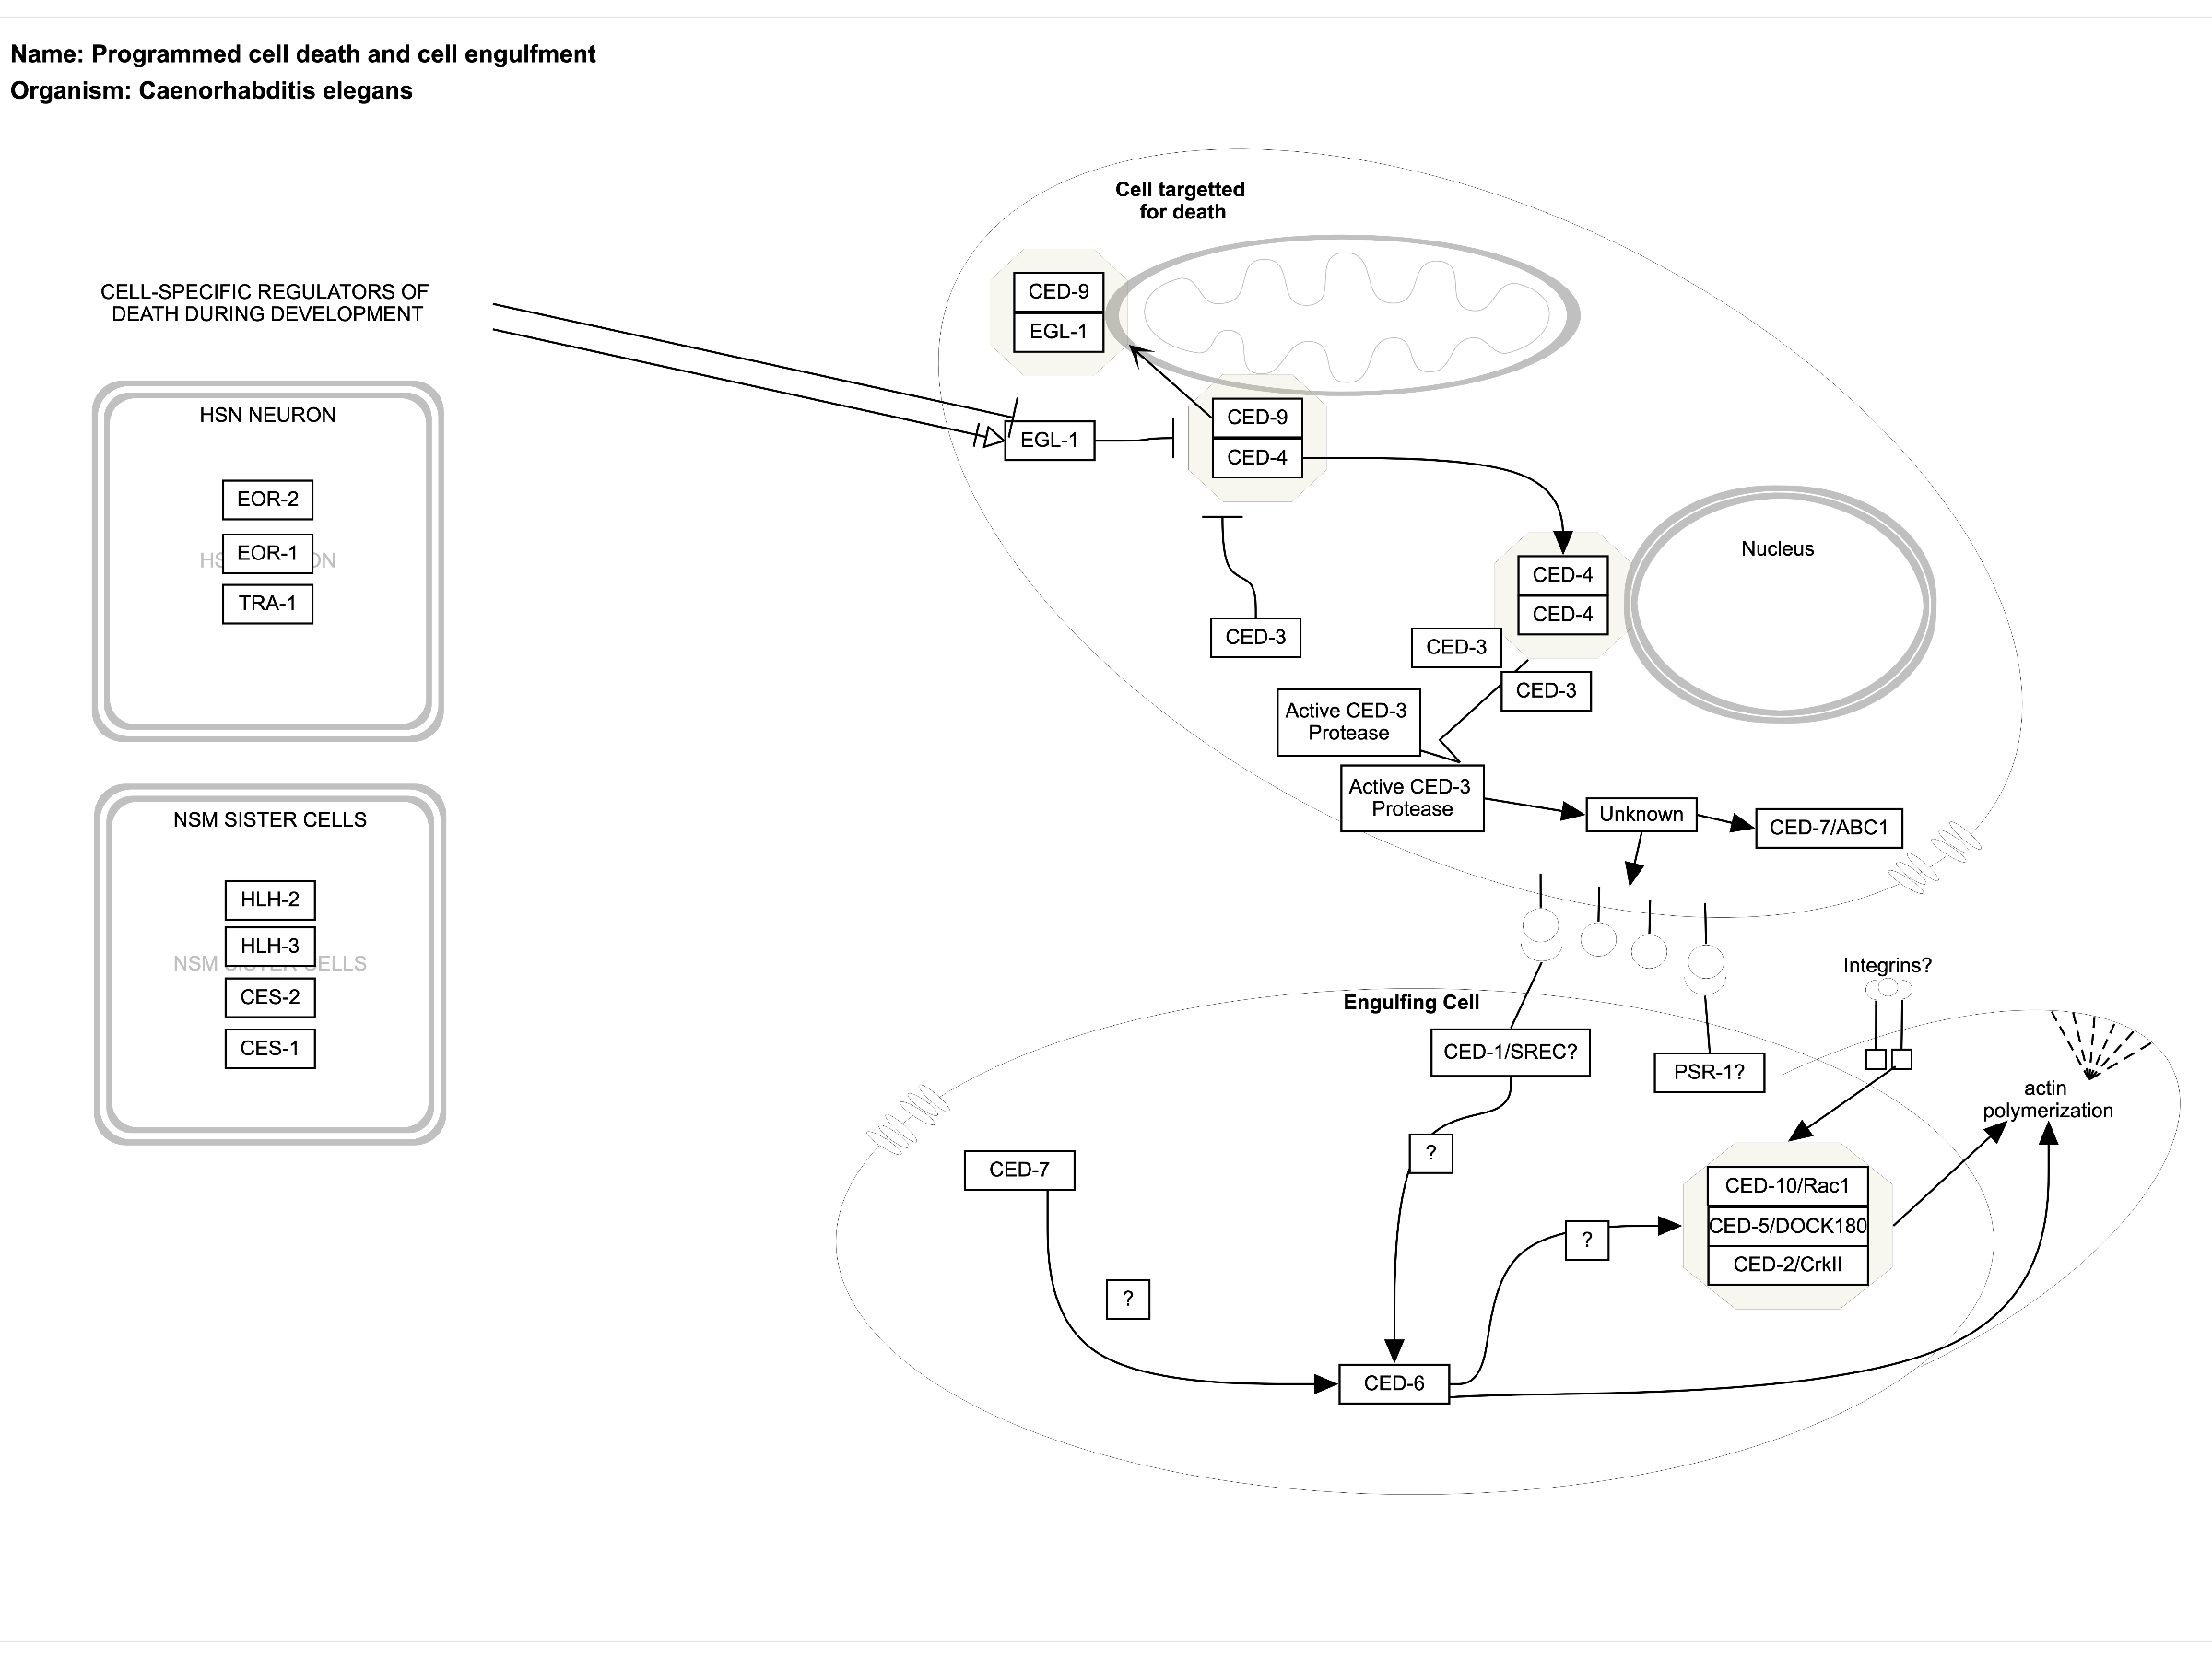 Name: Programmed cell death and cell engulfment
Organism: Caenorhabditis elegans
Cell targetted
for death
CELL-SPECIFIC REGULATORS OF
DEATH DURING DEVELOPMENT
CED-9
EGL-1
EGL-1
CED-9
CED-4
HSN NEURON
EOR-2
HSN NEURON
EOR-1
TRA-1
Nucleus
CED-4
CED-4
CED-3
CED-3
CED-3
Active CED-3
Protease
Active CED-3
Protease
Unknown
CED-7/ABC1
NSM SISTER CELLS
HLH-2
HLH-3
NSM SISTER CELLS
CES-2
CES-1
Integrins?
Engulfing Cell
CED-1/SREC?
PSR-1?
actin
polymerization
?
CED-7
CED-10/Rac1
CED-5/DOCK180
CED-2/CrkII
?
?
CED-6